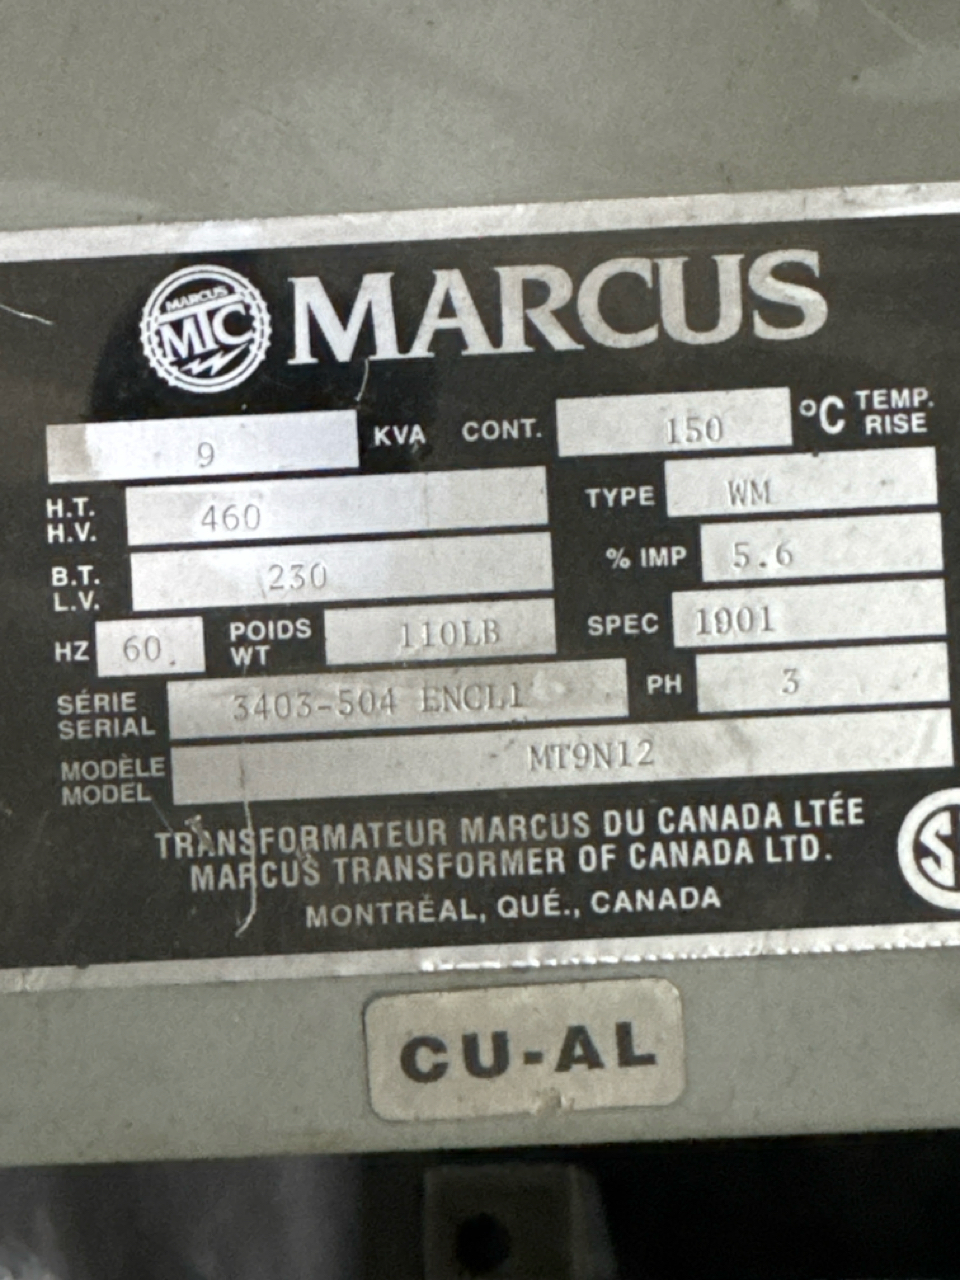 MARCUS
MTC
MARCUS
9 KVA CONT. 150 °C TEMP. RISE
H.T. H.V. 460 TYPE WM
B.T. L.V. 230 % IMP 5.6
HZ 60 POIDS WT 110LB SPEC 1901
SÉRIE SERIAL 3403-504 ENCL1 PH 3
MODÈLE MODEL MT9N12
TRANSFORMATEUR MARCUS DU CANADA LTÉE
MARCUS TRANSFORMER OF CANADA LTD.
MONTRÉAL, QUÉ., CANADA
CU-AL